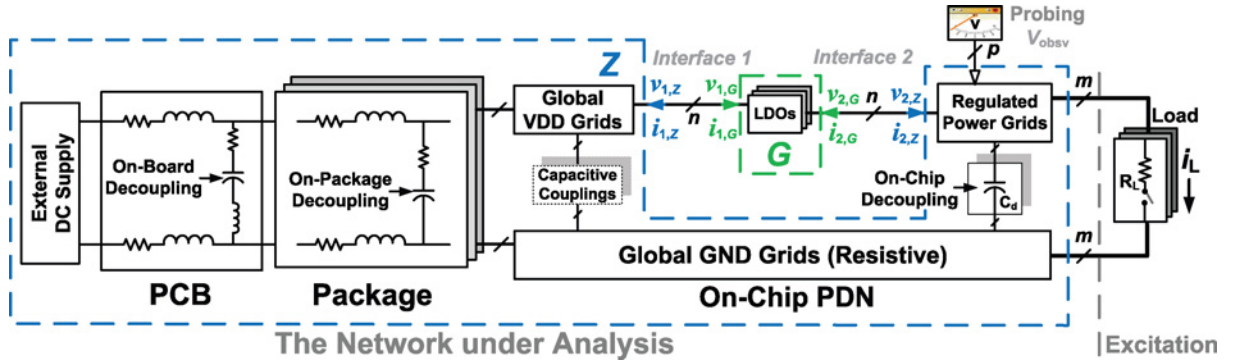 Probing
V_obsv
V
p
Z
Interface 1
Interface 2
v1,Z
v1,G
v2,G
n
v2,Z
m
Global
VDD Grids
LDOs
Regulated
Power Grids
Load
i1,Z
n
i1,G
G
i2,G
i2,Z
iL
External
DC Supply
On-Board
Decoupling
On-Package
Decoupling
Capacitive
Couplings
On-Chip
Decoupling
Cd
RL
m
Global GND Grids (Resistive)
PCB
Package
On-Chip PDN
The Network under Analysis
Excitation